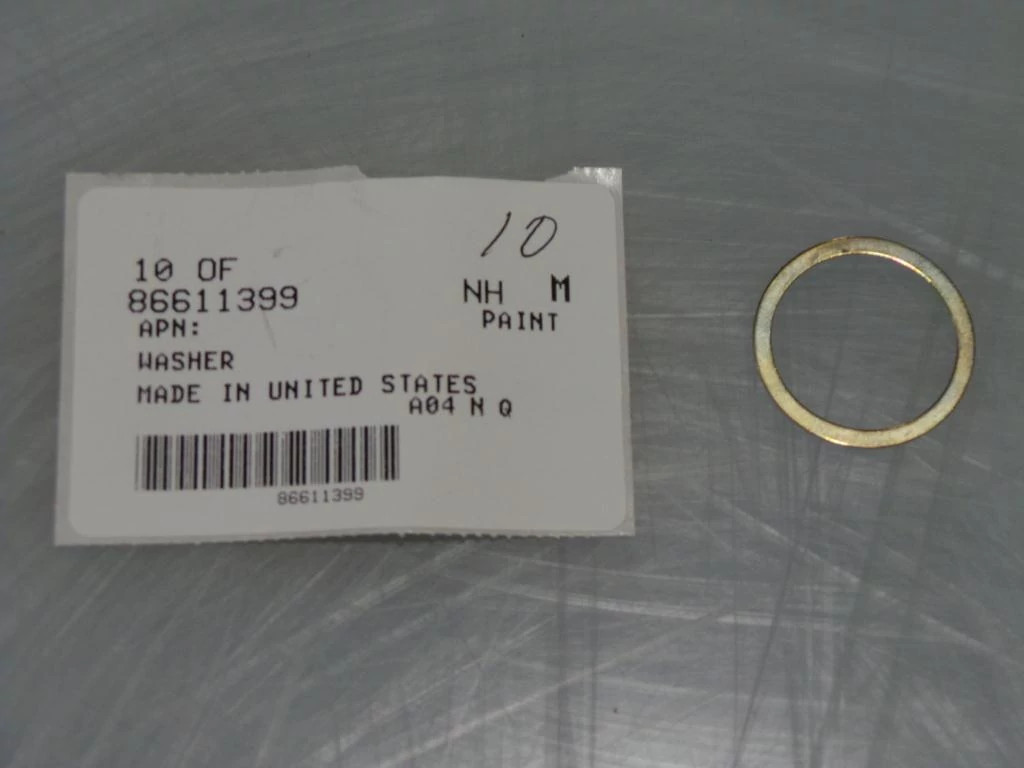 10
10 OF
86611399
NH M
PAINT
APN:
WASHER
MADE IN UNITED STATES
A04 N Q
86611399